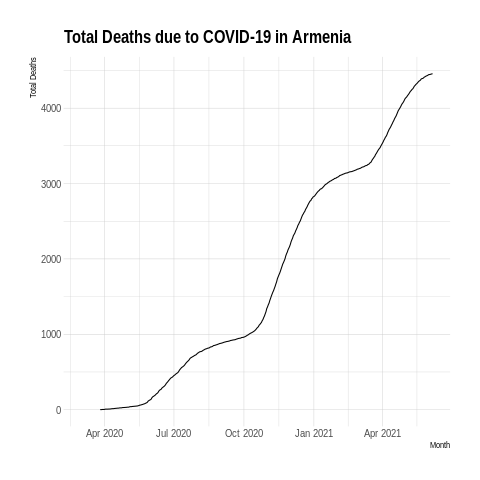 Total Deaths due to COVID-19 in Armenia
Total Deaths
4000
3000
2000
1000
0
Apr 2020 Jul 2020 Oct 2020 Jan 2021 Apr 2021
Month